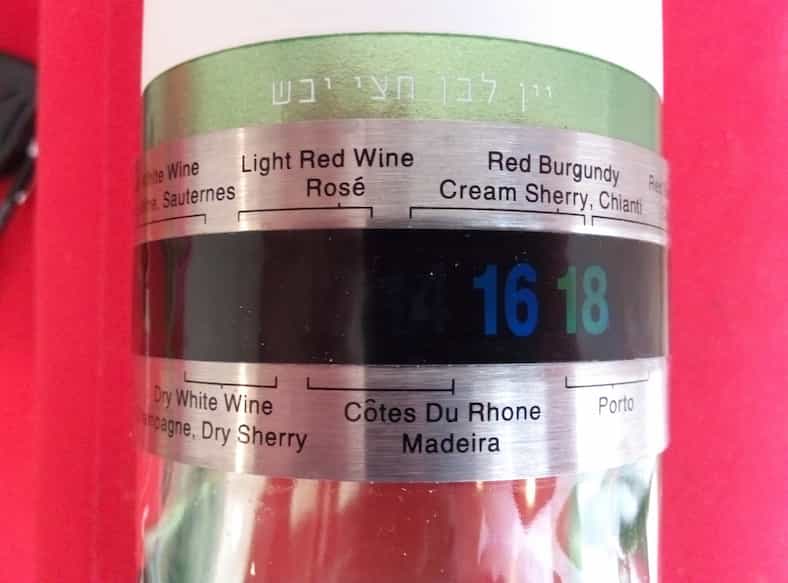 יין לבן חצי יבש
White Wine
Sauternes
Light Red Wine
Rosé
Red Burgundy
Cream Sherry, Chianti
14 16 18
Dry White Wine
Dry Sherry
Côtes Du Rhone
Madeira
Porto